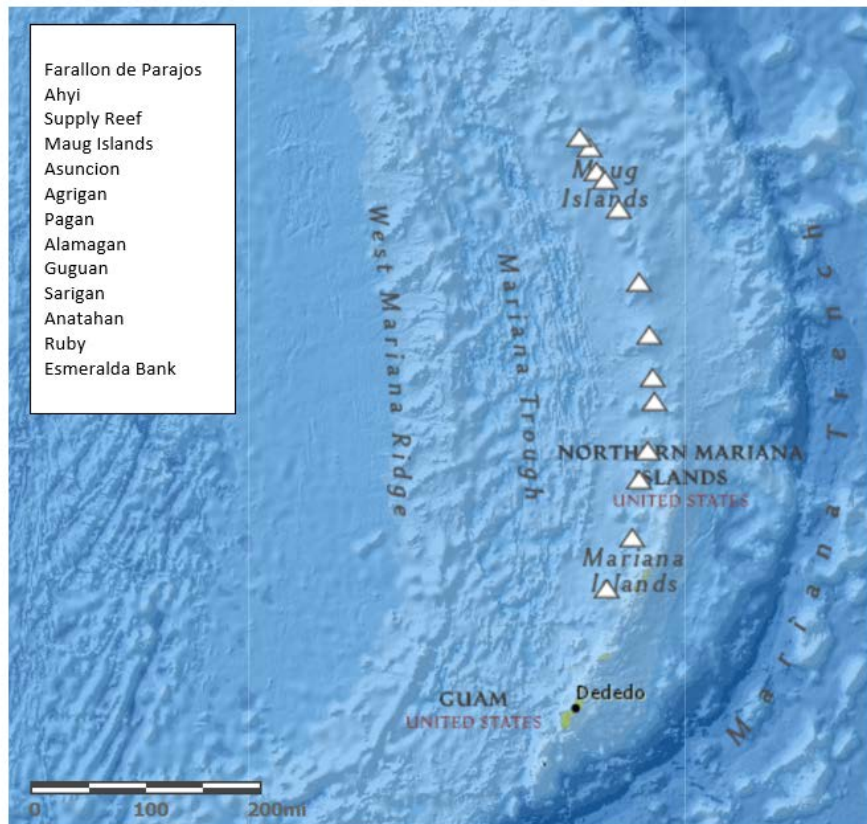 Farallon de Parajos
Ahyi
Supply Reef
Maug Islands
Asuncion
Agrigan
Pagan
Alamagan
Guguan
Sarigan
Anatahan
Ruby
Esmeralda Bank
Maug
Islands
West Mariana Ridge
Mariana Trough
Mariana Trench
NORTHERN MARIANA
ISLANDS
UNITED STATES
Mariana
Islands
Dededo
GUAM
UNITED STATES
0 100 200mi